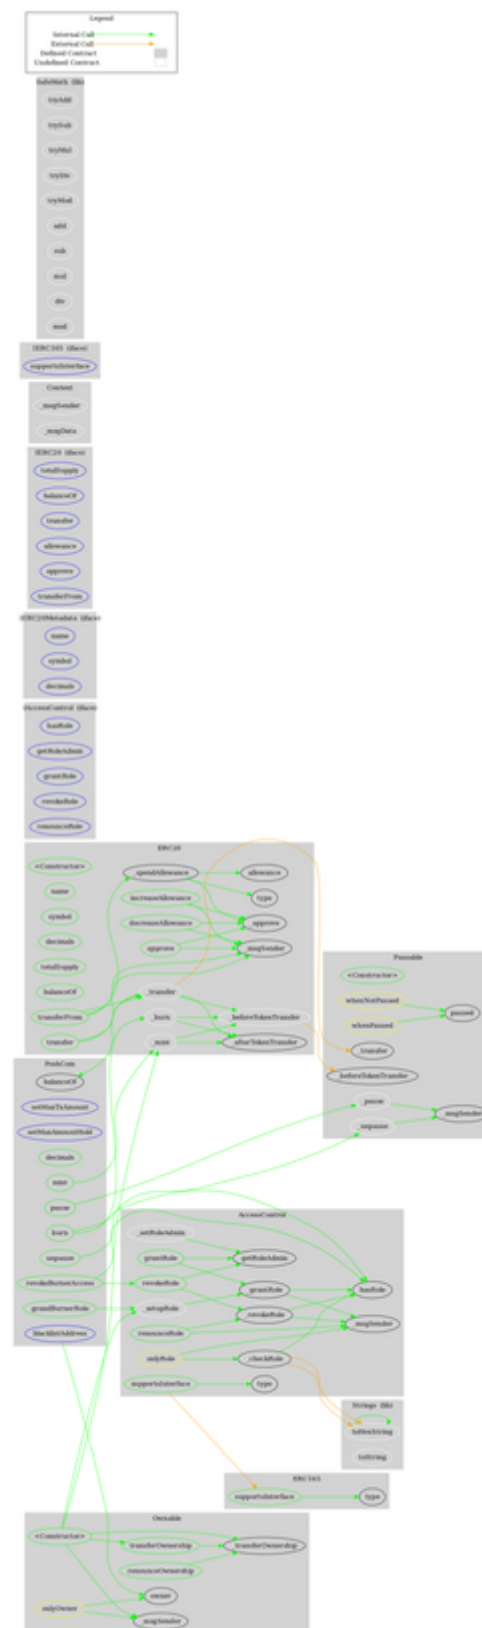 Legend
Internal Call
External Call
Defined Contract
Undefined Contract
SafeMath (lib)
tryAdd
trySub
tryMul
tryDiv
tryMod
add
sub
mul
div
mod
IERC165 (iface)
supportsInterface
Context
_msgSender
_msgData
IERC20 (iface)
totalSupply
balanceOf
transfer
allowance
approve
transferFrom
IERC20Metadata (iface)
name
symbol
decimals
IAccessControl (iface)
hasRole
getRoleAdmin
grantRole
revokeRole
renounceRole
ERC20
<Constructor>
name
symbol
decimals
totalSupply
balanceOf
transferFrom
transfer
_spendAllowance
increaseAllowance
decreaseAllowance
approve
_transfer
_burn
_mint
allowance
type
_approve
_msgSender
_beforeTokenTransfer
_afterTokenTransfer
Pausable
<Constructor>
whenNotPaused
whenPaused
paused
_transfer
_beforeTokenTransfer
_pause
_unpause
_msgSender
balanceOf
setMaxTxAmount
setMaxAmountHold
decimals
mint
pause
burn
unpause
revokeBurnerAccess
grandBurnerRole
blacklistAddress
AccessControl
_setRoleAdmin
grantRole
revokeRole
_setupRole
renounceRole
onlyRole
supportsInterface
getRoleAdmin
_grantRole
_revokeRole
_checkRole
type
hasRole
_msgSender
Strings (lib)
toHexString
toString
ERC165
supportsInterface
type
Ownable
<Constructor>
transferOwnership
renounceOwnership
_transferOwnership
onlyOwner
owner
_msgSender